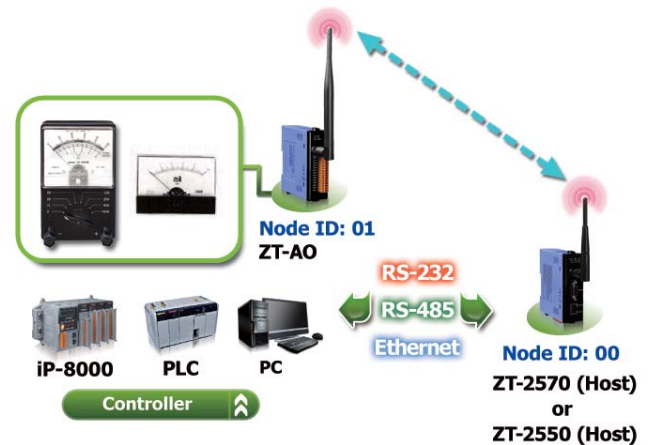 Node ID: 01
ZT-AO
RS-232
RS-485
Ethernet
iP-8000
PLC
PC
Controller
Node ID: 00
ZT-2570 (Host)
or
ZT-2550 (Host)